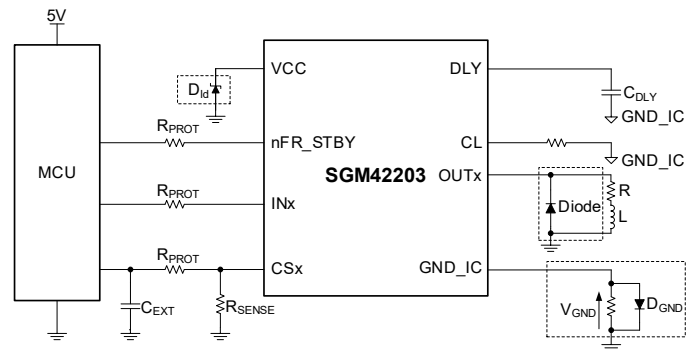 5V
MCU
D_ld
R_PROT
R_PROT
R_PROT
C_EXT
R_SENSE
VCC
nFR_STBY
INx
CSx
SGM42203
DLY
CL
OUTx
GND_IC
C_DLY
GND_IC
GND_IC
Diode
R
L
V_GND
D_GND